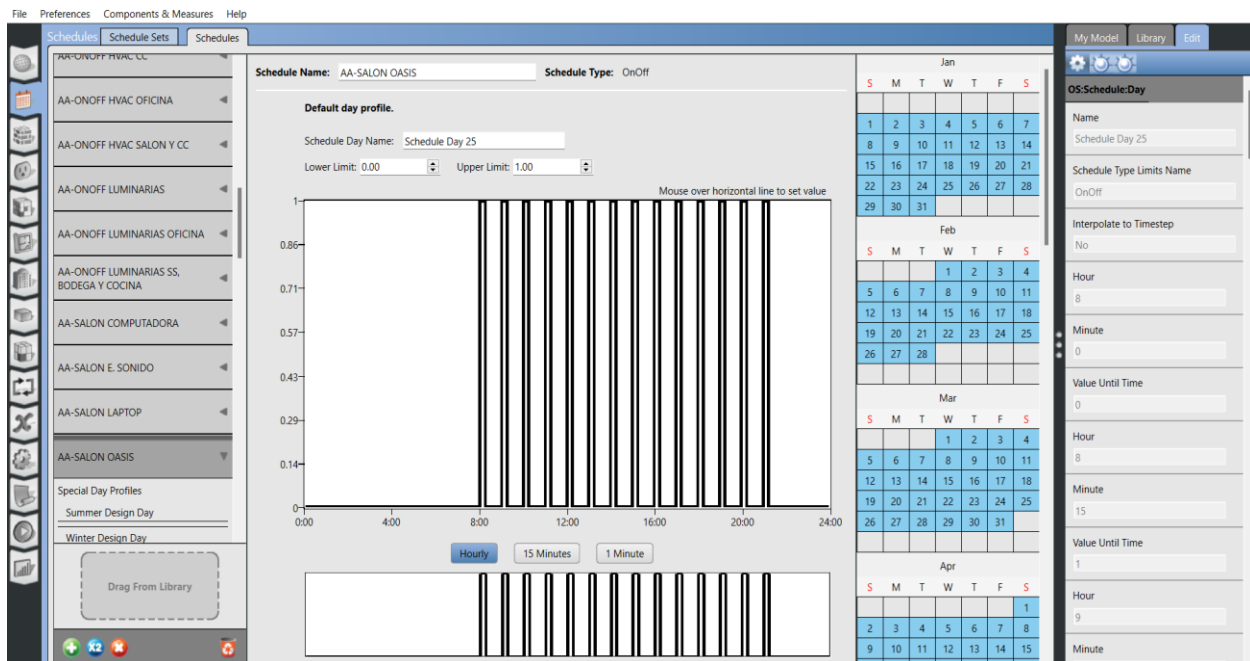 File Preferences Components & Measures Help
Schedules Schedule Sets Schedules
AA-ONOFF HVAC CC
AA-ONOFF HVAC OFICINA
AA-ONOFF HVAC SALON Y CC
AA-ONOFF LUMINARIAS
AA-ONOFF LUMINARIAS OFICINA
AA-ONOFF LUMINARIAS SS,
BODEGA Y COCINA
AA-SALON COMPUTADORA
AA-SALON E. SONIDO
AA-SALON LAPTOP
AA-SALON OASIS
Special Day Profiles
Summer Design Day
Winter Design Day
Drag From Library
X2
Schedule Name: AA-SALON OASIS Schedule Type: OnOff
Default day profile.
Schedule Day Name: Schedule Day 25
Lower Limit: 0.00 Upper Limit: 1.00
Mouse over horizontal line to set value
1
0.86
0.71
0.57
0.43
0.29
0.14
0
0:00 4:00 8:00 12:00 16:00 20:00 24:00
Hourly 15 Minutes 1 Minute
Jan
S M T W T F S
1 2 3 4 5 6 7
8 9 10 11 12 13 14
15 16 17 18 19 20 21
22 23 24 25 26 27 28
29 30 31
Feb
S M T W T F S
1 2 3 4
5 6 7 8 9 10 11
12 13 14 15 16 17 18
19 20 21 22 23 24 25
26 27 28
Mar
S M T W T F S
1 2 3 4
5 6 7 8 9 10 11
12 13 14 15 16 17 18
19 20 21 22 23 24 25
26 27 28 29 30 31
Apr
S M T W T F S
1
2 3 4 5 6 7 8
9 10 11 12 13 14 15
My Model Library Edit
OS:Schedule:Day
Name
Schedule Day 25
Schedule Type Limits Name
OnOff
Interpolate to Timestep
No
Hour
8
Minute
0
Value Until Time
0
Hour
8
Minute
15
Value Until Time
1
Hour
9
Minute